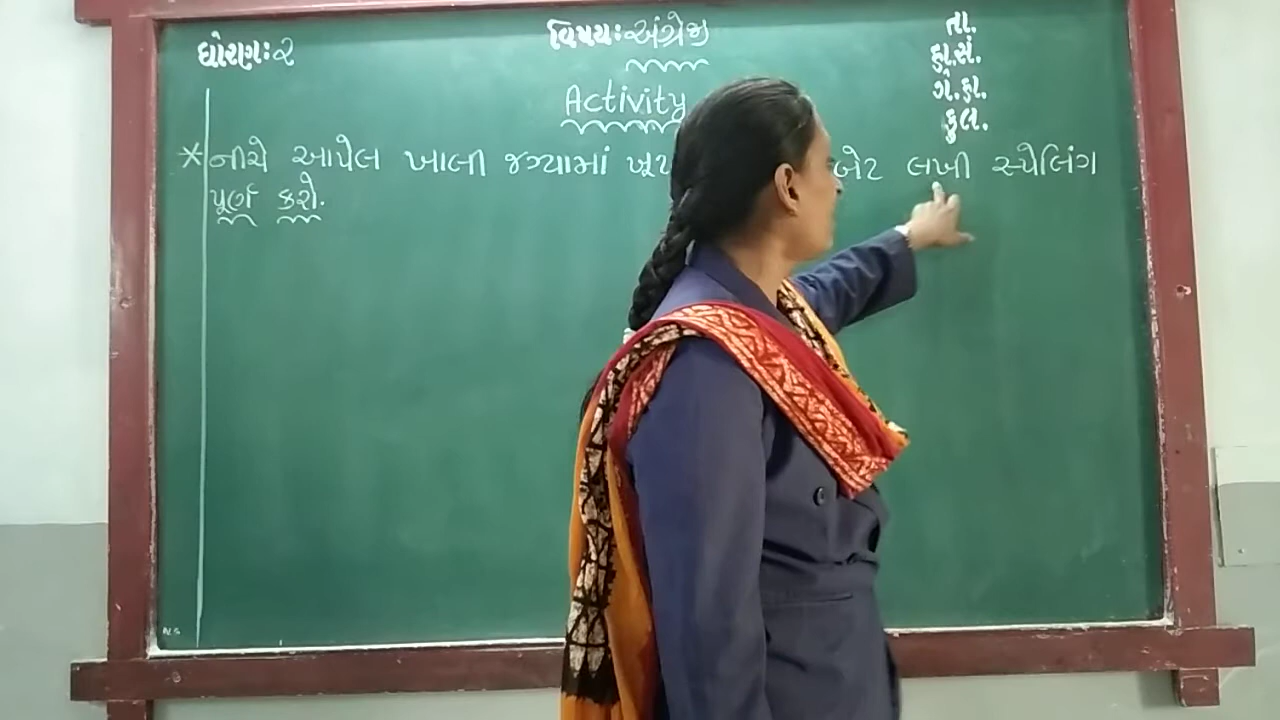 ધોરણ:૨
વિષય:અંગ્રેજી
તા.
હા.સં.
ગે.હા.
કુલ.
Activity
* નીચે આપેલ ખાલી જગ્યામાં લખી સ્પેલિંગ
પૂર્ણ કરો.